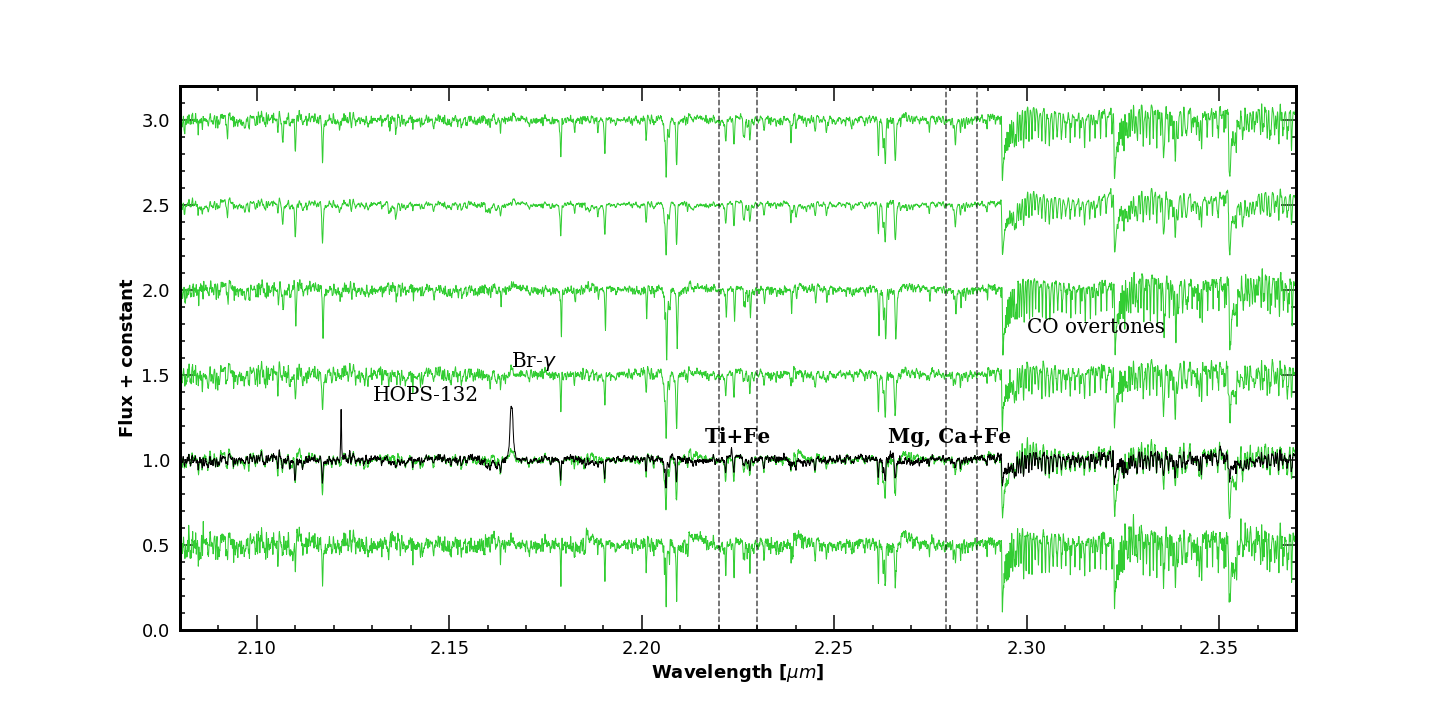 3.0
2.5
2.0
CO overtones
Br-γ
1.5
HOPS-132
Ti+Fe
Mg, Ca+Fe
1.0
0.5
0.0
Flux + constant
2.10 2.15 2.20 2.25 2.30 2.35
Wavelength [μm]